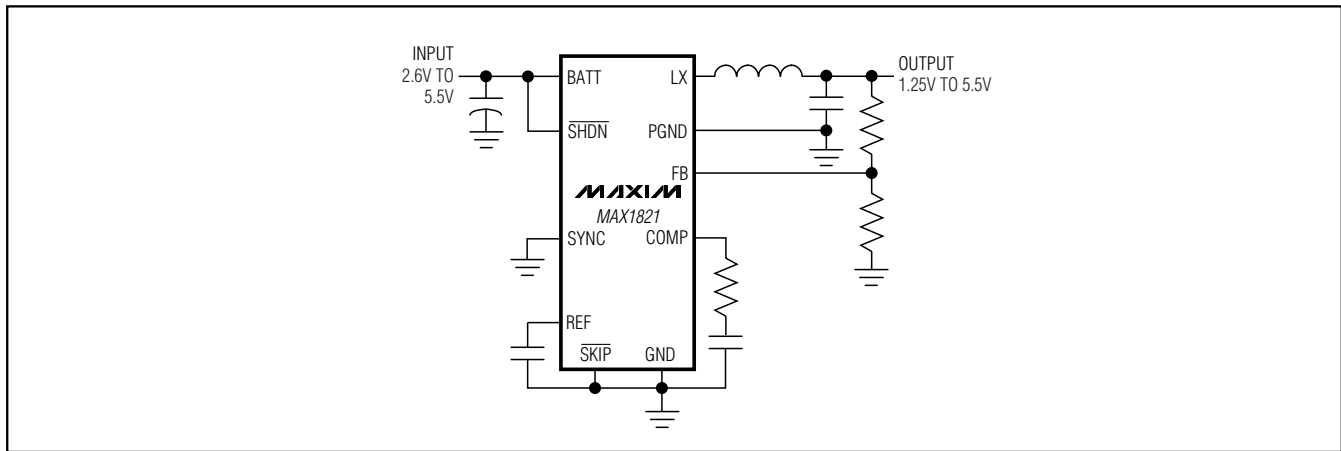 INPUT
2.6V TO
5.5V
BATT
LX
OUTPUT
1.25V TO 5.5V
SHDN
PGND
FB
MAXIM
MAX1821
SYNC
COMP
REF
SKIP
GND